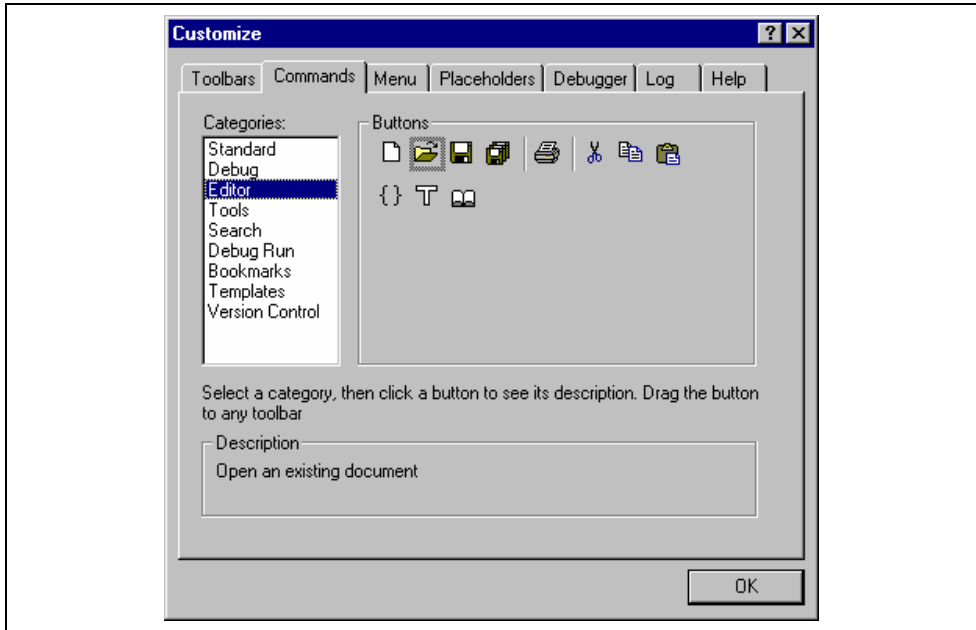 Customize
Toolbars Commands Menu Placeholders Debugger Log Help
Categories:
Standard
Debug
Editor
Tools
Search
Debug Run
Bookmarks
Templates
Version Control
Buttons
{} T
Select a category, then click a button to see its description. Drag the button
to any toolbar
Description
Open an existing document
OK